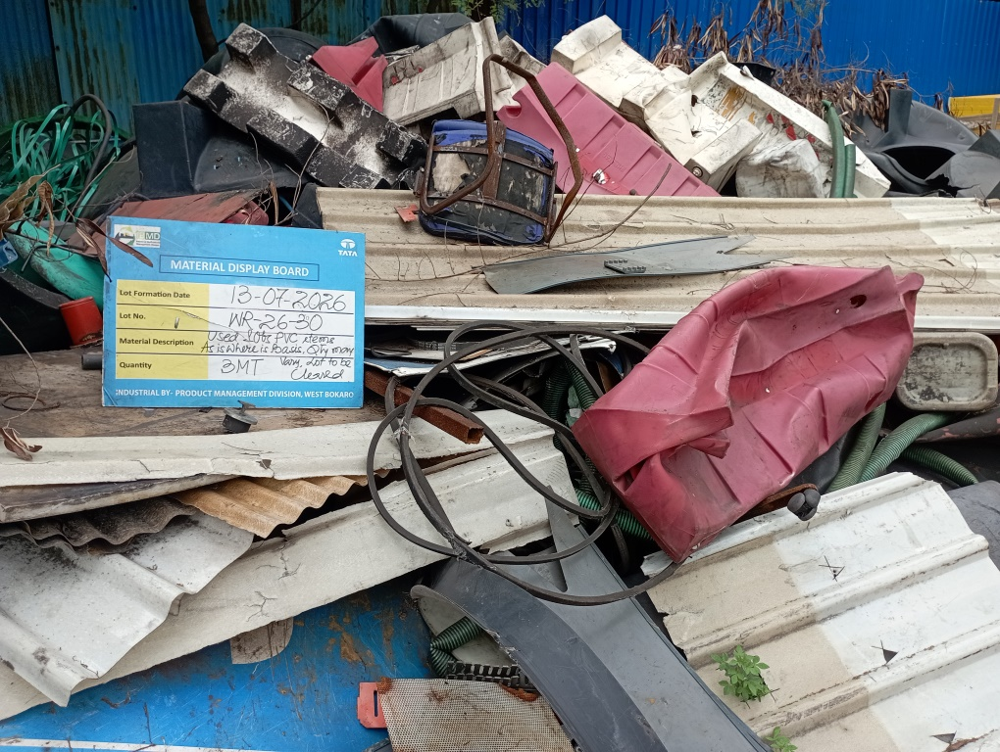 MD
TATA
MATERIAL DISPLAY BOARD
Lot Formation Date 13-07-2026
Lot No. WR-26-30
Material Description Used PVC items
As is where is Basis, Qty may
Vary, Lot to be
Quantity 3MT Cleared
INDUSTRIAL BY- PRODUCT MANAGEMENT DIVISION, WEST BOKARO